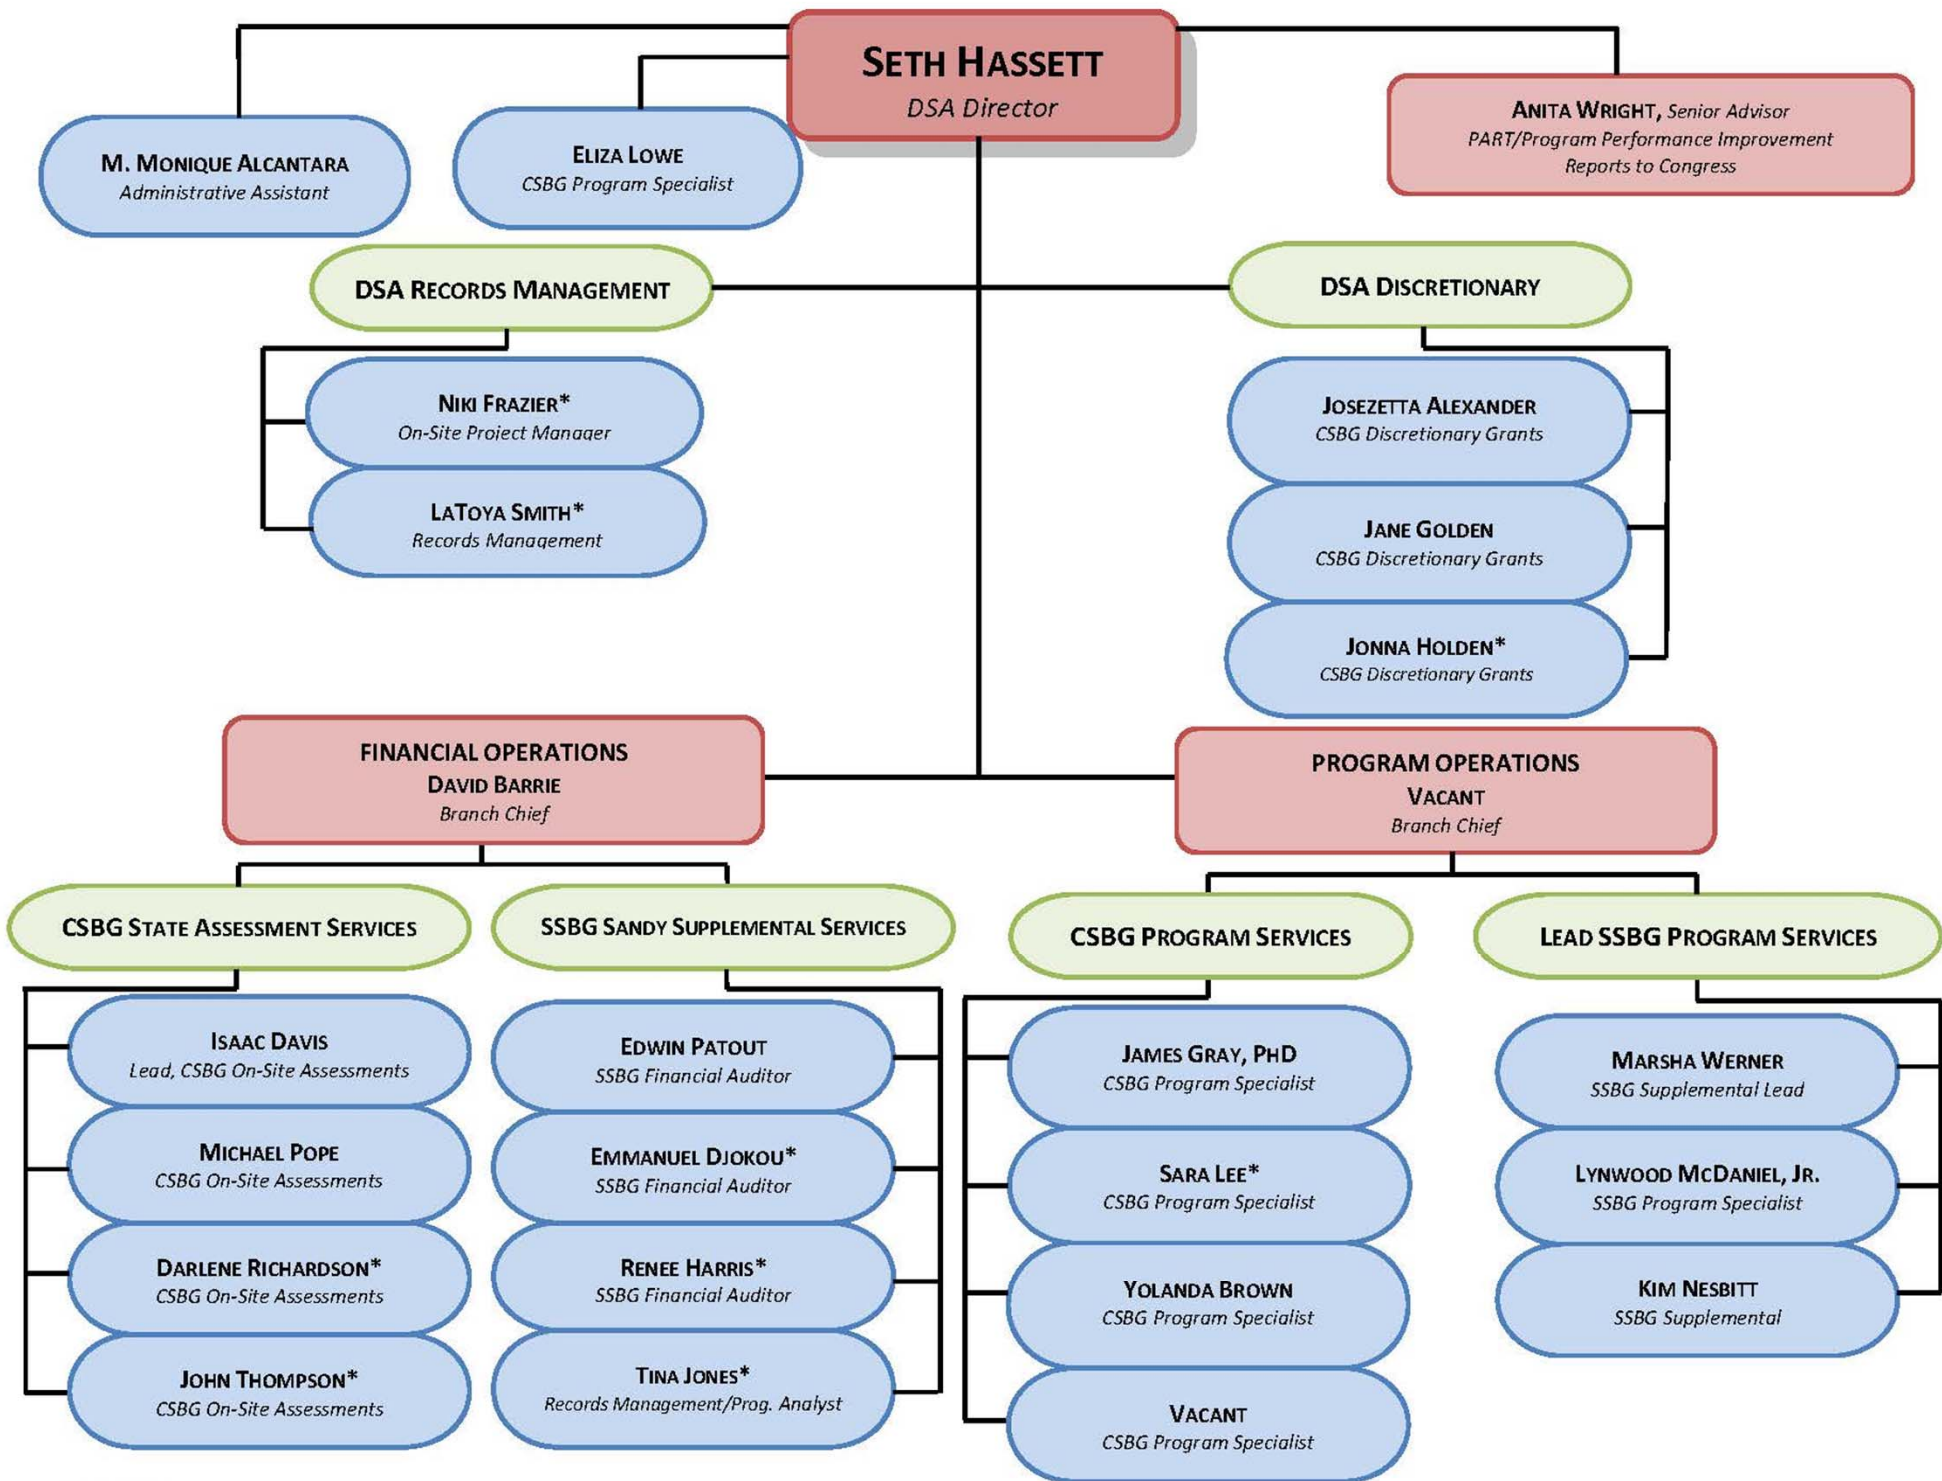 SETH HASSETT
DSA Director
ANITA WRIGHT, Senior Advisor
PART/Program Performance Improvement
Reports to Congress
M. MONIQUE ALCANTARA
Administrative Assistant
ELIZA LOWE
CSBG Program Specialist
DSA RECORDS MANAGEMENT
DSA DISCRETIONARY
NIKI FRAZIER*
On-Site Project Manager
LATOYA SMITH*
Records Management
JOSEZETTA ALEXANDER
CSBG Discretionary Grants
JANE GOLDEN
CSBG Discretionary Grants
JONNA HOLDEN*
CSBG Discretionary Grants
FINANCIAL OPERATIONS
DAVID BARRIE
Branch Chief
PROGRAM OPERATIONS
VACANT
Branch Chief
CSBG STATE ASSESSMENT SERVICES
SSBG SANDY SUPPLEMENTAL SERVICES
CSBG PROGRAM SERVICES
LEAD SSBG PROGRAM SERVICES
ISAAC DAVIS
Lead, CSBG On-Site Assessments
MICHAEL POPE
CSBG On-Site Assessments
DARLENE RICHARDSON*
CSBG On-Site Assessments
JOHN THOMPSON*
CSBG On-Site Assessments
EDWIN PATOUT
SSBG Financial Auditor
EMMANUEL DJOKOU*
SSBG Financial Auditor
RENEE HARRIS*
SSBG Financial Auditor
TINA JONES*
Records Management/Prog. Analyst
JAMES GRAY, PHD
CSBG Program Specialist
SARA LEE*
CSBG Program Specialist
YOLANDA BROWN
CSBG Program Specialist
VACANT
CSBG Program Specialist
MARSHA WERNER
SSBG Supplemental Lead
LYNWOOD MCDANIEL, JR.
SSBG Program Specialist
KIM NESBITT
SSBG Supplemental